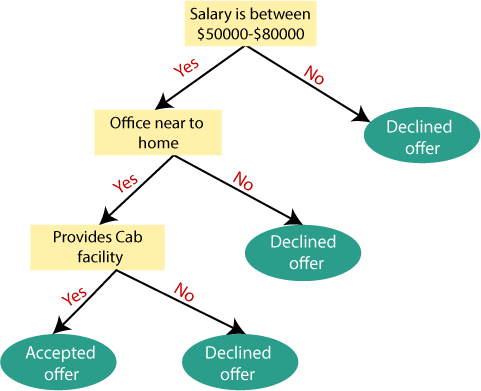 Salary is between
$50000-$80000
Yes
No
Office near to
home
Declined
offer
Yes
No
Provides Cab
facility
Declined
offer
Yes
No
Accepted
offer
Declined
offer